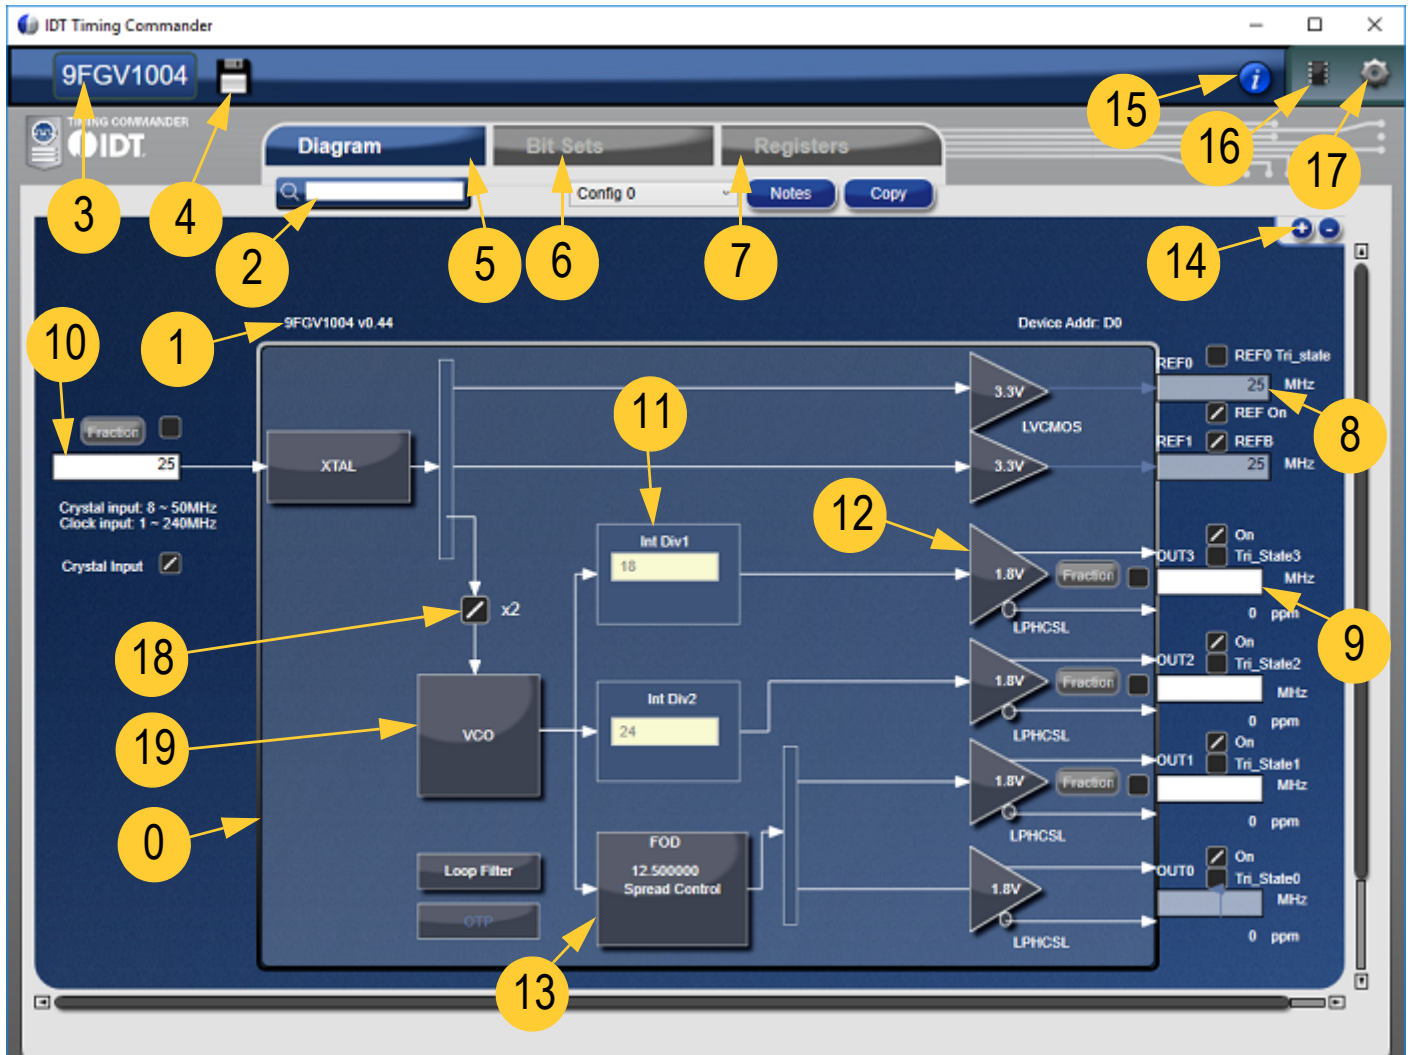 IDT Timing Commander
9FGV1004
i
15
16
17
TIMING COMMANDER
IDT.
3
4
Diagram
Bit Sets
Registers
Config 0
Notes
Copy
2
5
6
7
14
+ -
1
9FGV1004 v0.44
Device Addr: D0
10
Fraction
25
Crystal input: 8 ~ 50MHz
Clock input: 1 ~ 240MHz
Crystal Input
XTAL
11
3.3V
LVCMOS
3.3V
REF0
REF0 Tri_state
25 MHz
REF On
8
REF1
REFB
25 MHz
12
Int Div1
18
1.8V
Fraction
LPHCSL
On
OUT3
Tri_State3
MHz
0 ppm
9
18
x2
19
VCO
Int Div2
24
1.8V
Fraction
LPHCSL
On
OUT2
Tri_State2
MHz
0 ppm
1.8V
Fraction
LPHCSL
On
OUT1
Tri_State1
MHz
0 ppm
0
Loop Filter
OTP
FOD
12.500000
Spread Control
13
1.8V
LPHCSL
On
OUT0
Tri_State0
MHz
0 ppm